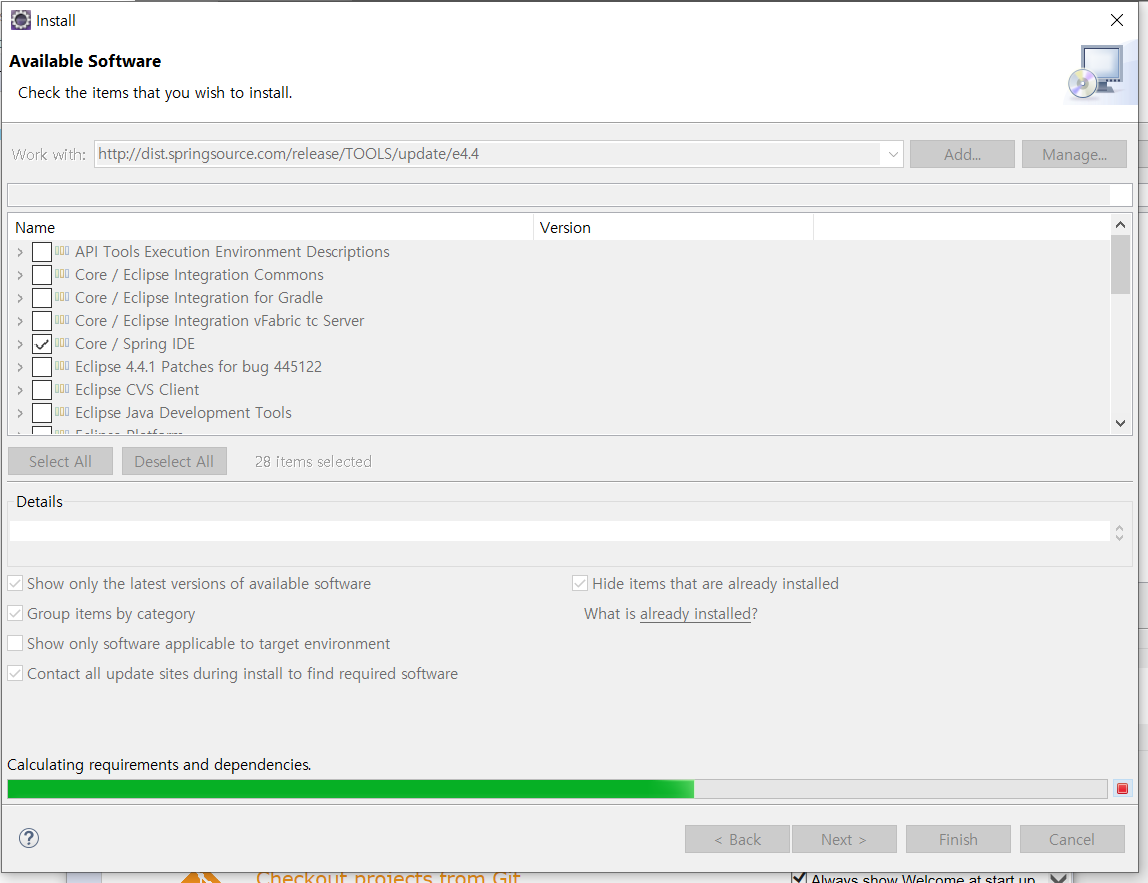 Install
Available Software
Check the items that you wish to install.
Work with: http://dist.springsource.com/release/TOOLS/update/e4.4 Add... Manage...
Name Version
API Tools Execution Environment Descriptions
Core / Eclipse Integration Commons
Core / Eclipse Integration for Gradle
Core / Eclipse Integration vFabric tc Server
Core / Spring IDE
Eclipse 4.4.1 Patches for bug 445122
Eclipse CVS Client
Eclipse Java Development Tools
Eclipse Platform
Select All Deselect All 28 items selected
Details
Show only the latest versions of available software Hide items that are already installed
Group items by category What is already installed?
Show only software applicable to target environment
Contact all update sites during install to find required software
Calculating requirements and dependencies.
? < Back Next > Finish Cancel
Checkout projects from Git Always show Welcome at start up